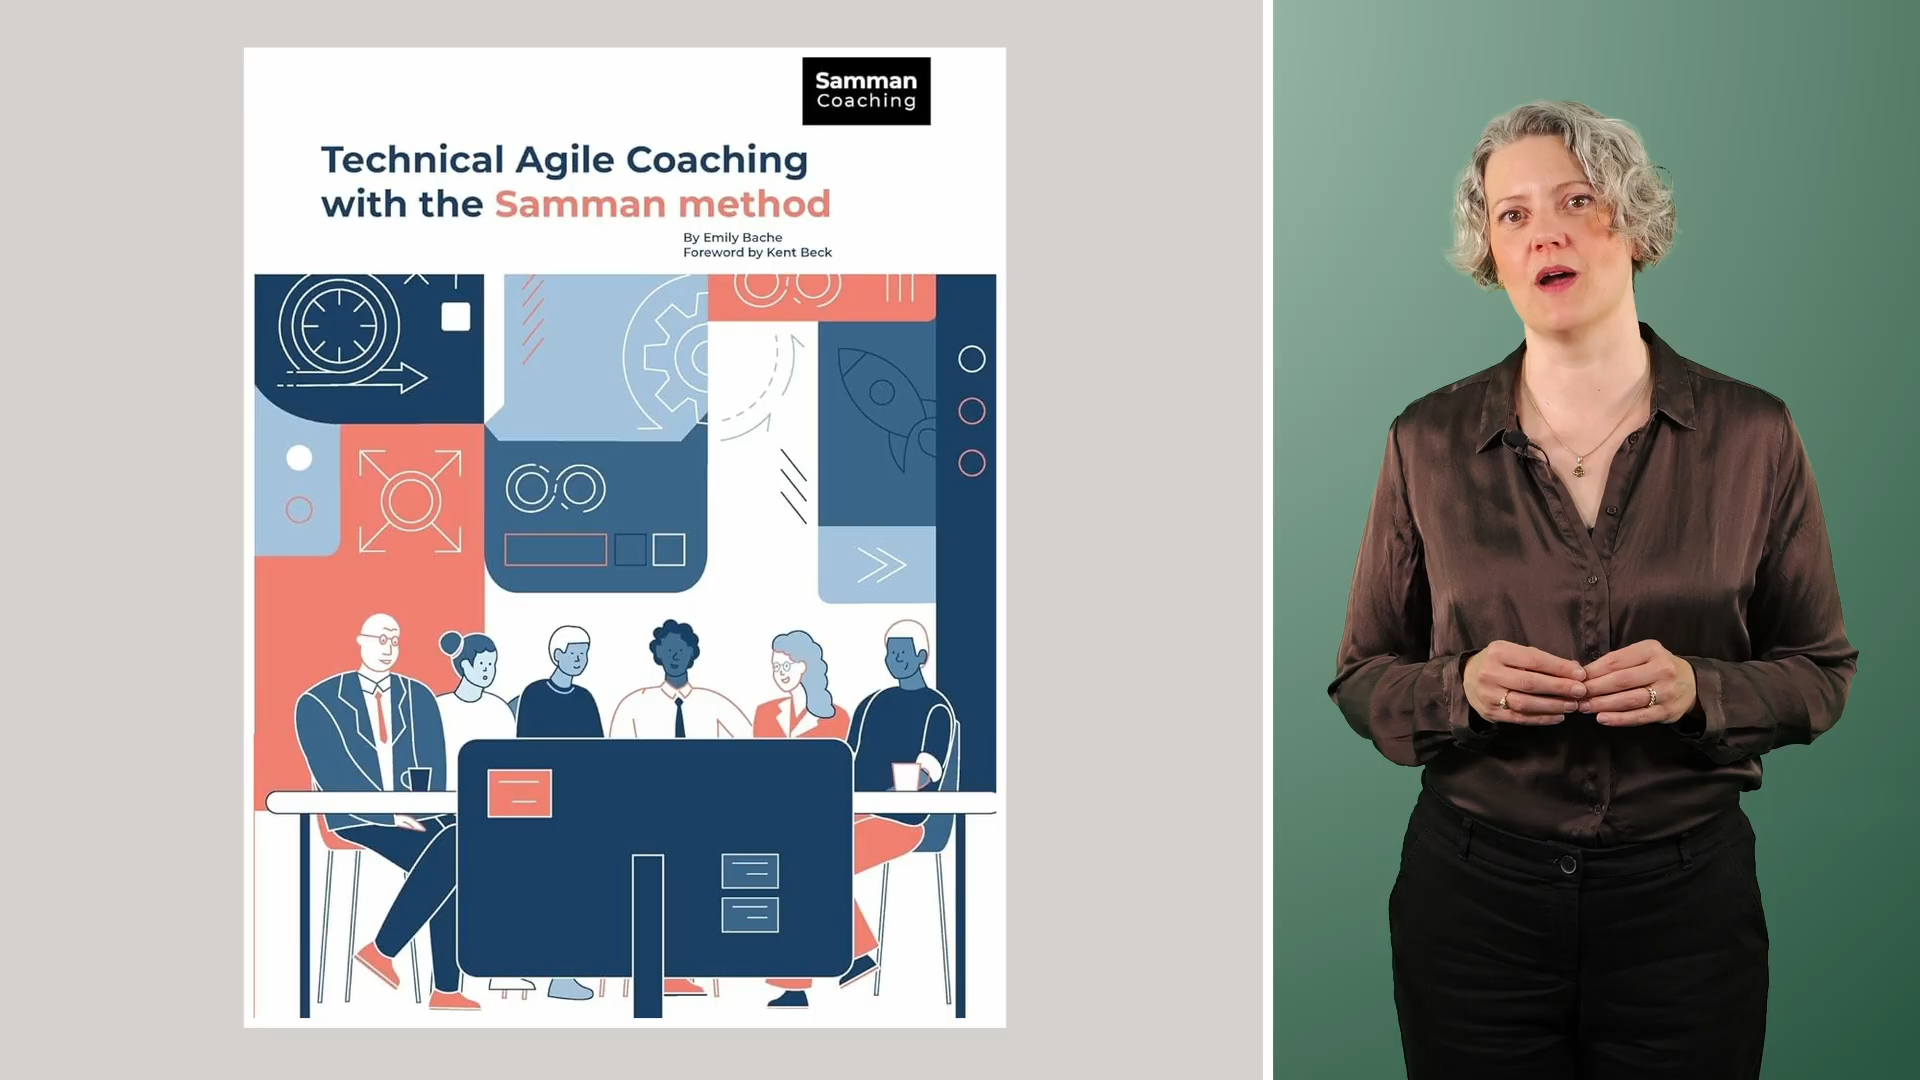 Samman
Coaching
Technical Agile Coaching
with the Samman method
By Emily Bache
Foreword by Kent Beck